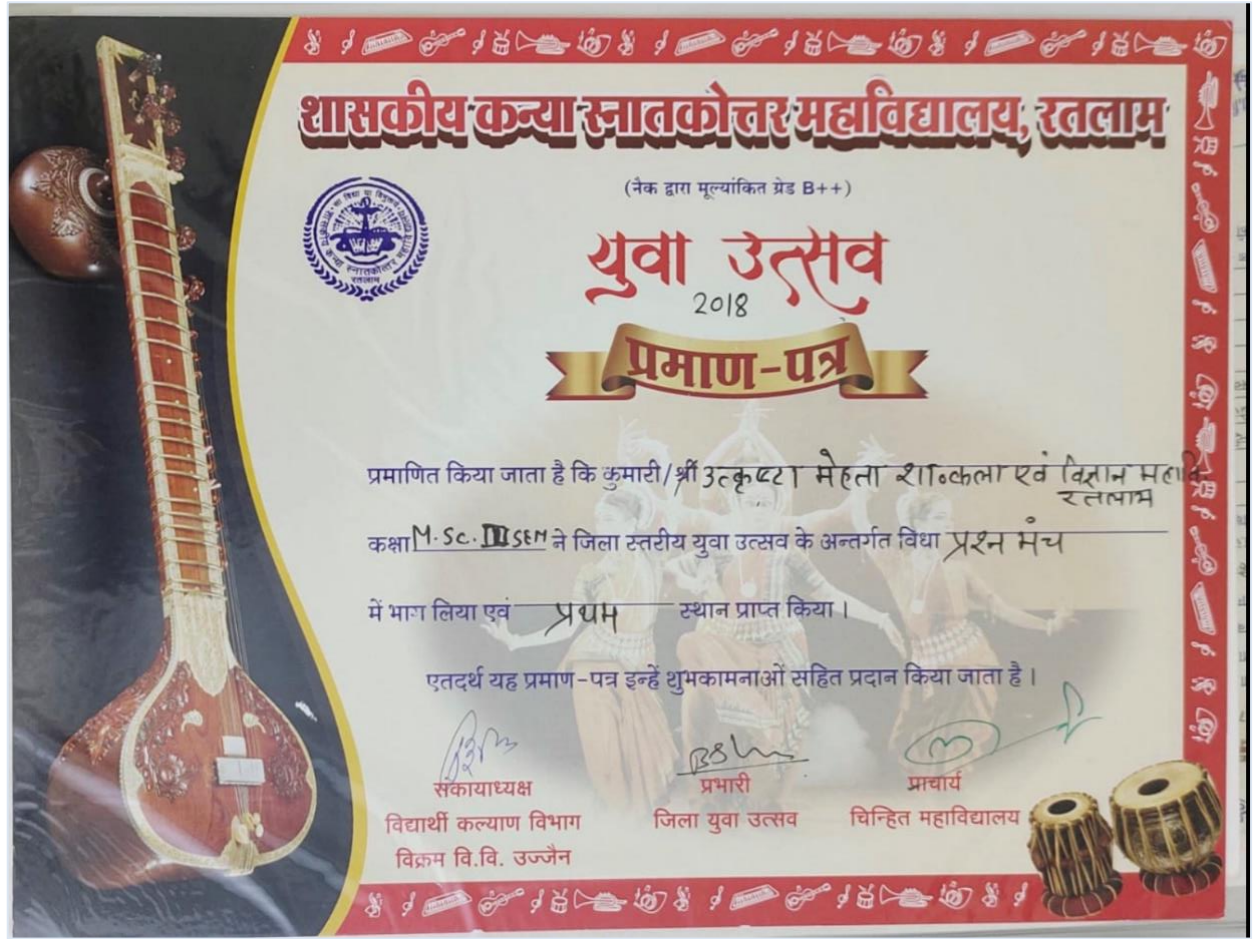 शासकीय कन्या स्नातकोत्तर महाविद्यालय, रतलाम
(नैक द्वारा मूल्यांकित ग्रेड B++)
युवा उत्सव
2018
प्रमाण-पत्र
प्रमाणित किया जाता है कि कुमारी/श्री उत्कृष्टा मेहता शा॰कला एवं विज्ञान महावि
रतलाम
कक्षा M.Sc. III SEM ने जिला स्तरीय युवा उत्सव के अन्तर्गत विधा प्रश्न मंच
में भाग लिया एवं प्रथम स्थान प्राप्त किया।
एतदर्थ यह प्रमाण-पत्र इन्हें शुभकामनाओं सहित प्रदान किया जाता है।
संकायाध्यक्ष
विद्यार्थी कल्याण विभाग
विक्रम वि.वि. उज्जैन
प्रभारी
जिला युवा उत्सव
प्राचार्य
चिन्हित महाविद्यालय